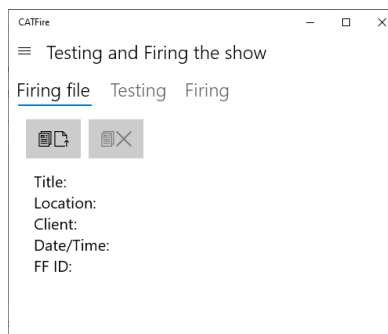 CATFire
Testing and Firing the show
Firing file Testing Firing
Title:
Location:
Client:
Date/Time:
FF ID: